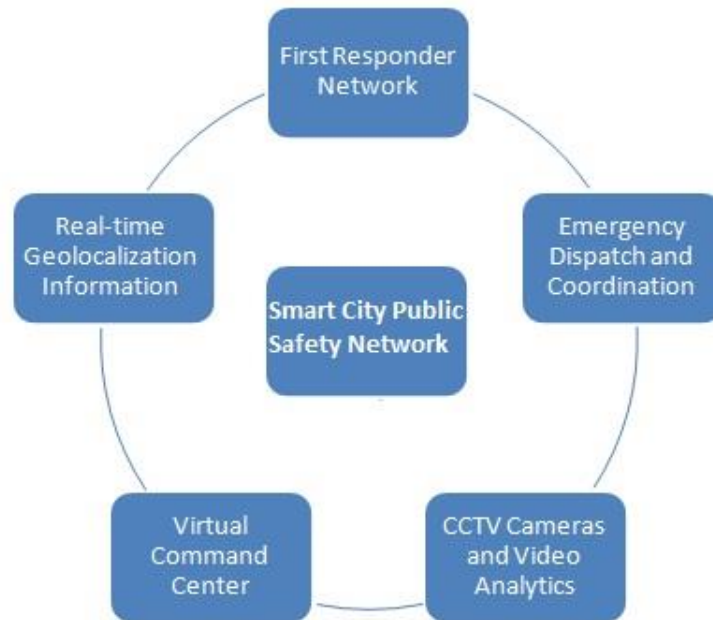 First Responder
Network
Real-time
Geolocalization
Information
Emergency
Dispatch and
Coordination
Smart City Public
Safety Network
Virtual
Command
Center
CCTV Cameras
and Video
Analytics